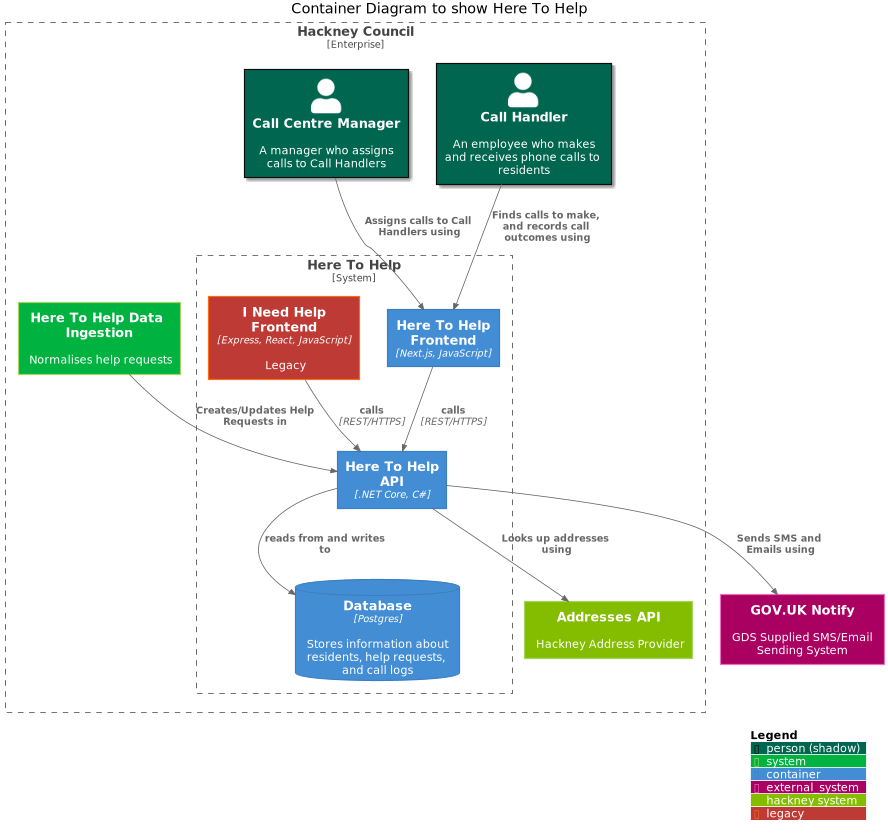 Container Diagram to show Here To Help
Hackney Council
[Enterprise]
Call Centre Manager
A manager who assigns
calls to Call Handlers
Call Handler
An employee who makes
and receives phone calls to
residents
Assigns calls to Call
Handlers using
Finds calls to make,
and records call
outcomes using
Here To Help
[System]
Here To Help Data
Ingestion
Normalises help requests
I Need Help
Frontend
[Express, React, JavaScript]
Legacy
Here To Help
Frontend
[Next.js, JavaScript]
Creates/Updates Help
Requests in
calls
[REST/HTTPS]
calls
[REST/HTTPS]
Here To Help
API
[.NET Core, C#]
reads from and writes
to
Looks up addresses
using
Sends SMS and
Emails using
Database
[Postgres]
Stores information about
residents, help requests,
and call logs
Addresses API
Hackney Address Provider
GOV.UK Notify
GDS Supplied SMS/Email
Sending System
Legend
person (shadow)
system
container
external_system
hackney system
legacy